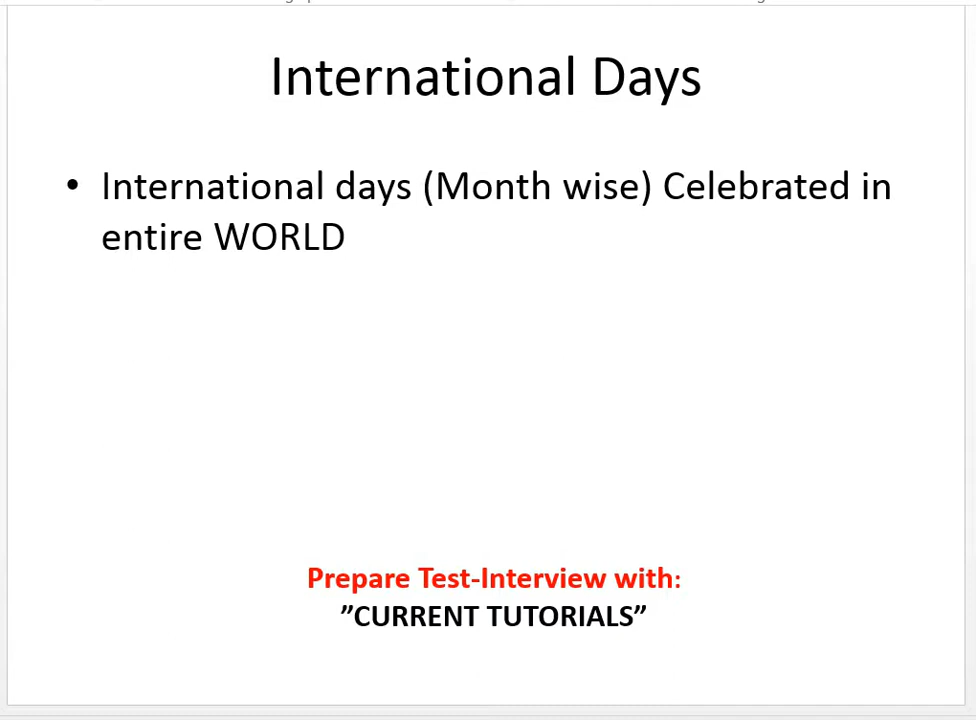 International Days
• International days (Month wise) Celebrated in
entire WORLD
Prepare Test-Interview with:
”CURRENT TUTORIALS”